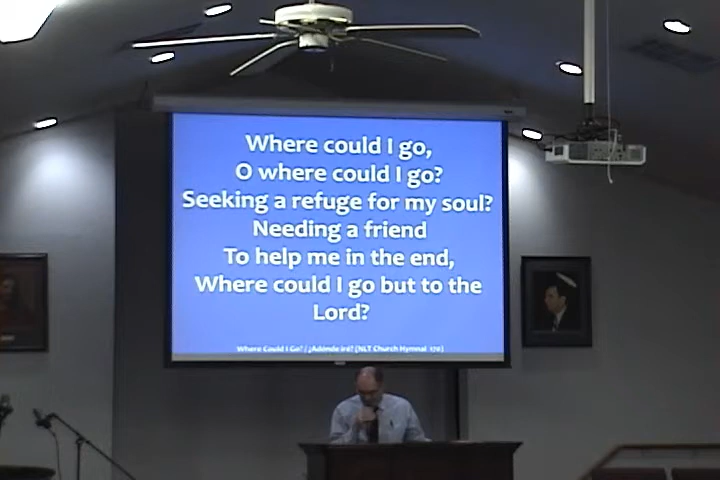 Where could I go,
O where could I go?
Seeking a refuge for my soul?
Needing a friend
To help me in the end,
Where could I go but to the
Lord?
Where Could I Go? / ¿Adónde iré? (NLT Church Hymnal 170)